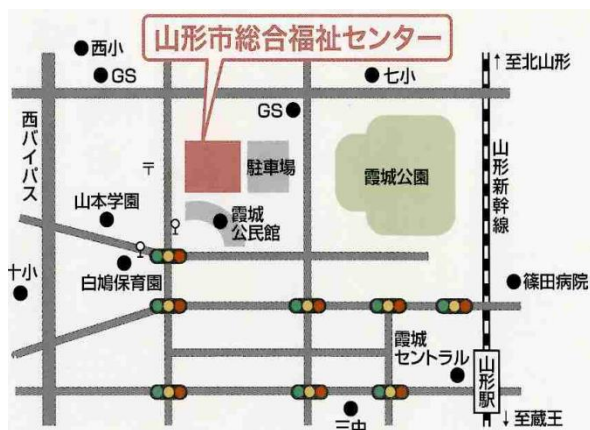 西小
GS
山形市総合福祉センター
七小
↑至北山形
GS
西バイパス
〒
駐車場
霞城公園
山形新幹線
山本学園
霞城
公民館
白鳩保育園
十小
篠田病院
霞城
セントラル
山形駅
三中
↓至蔵王